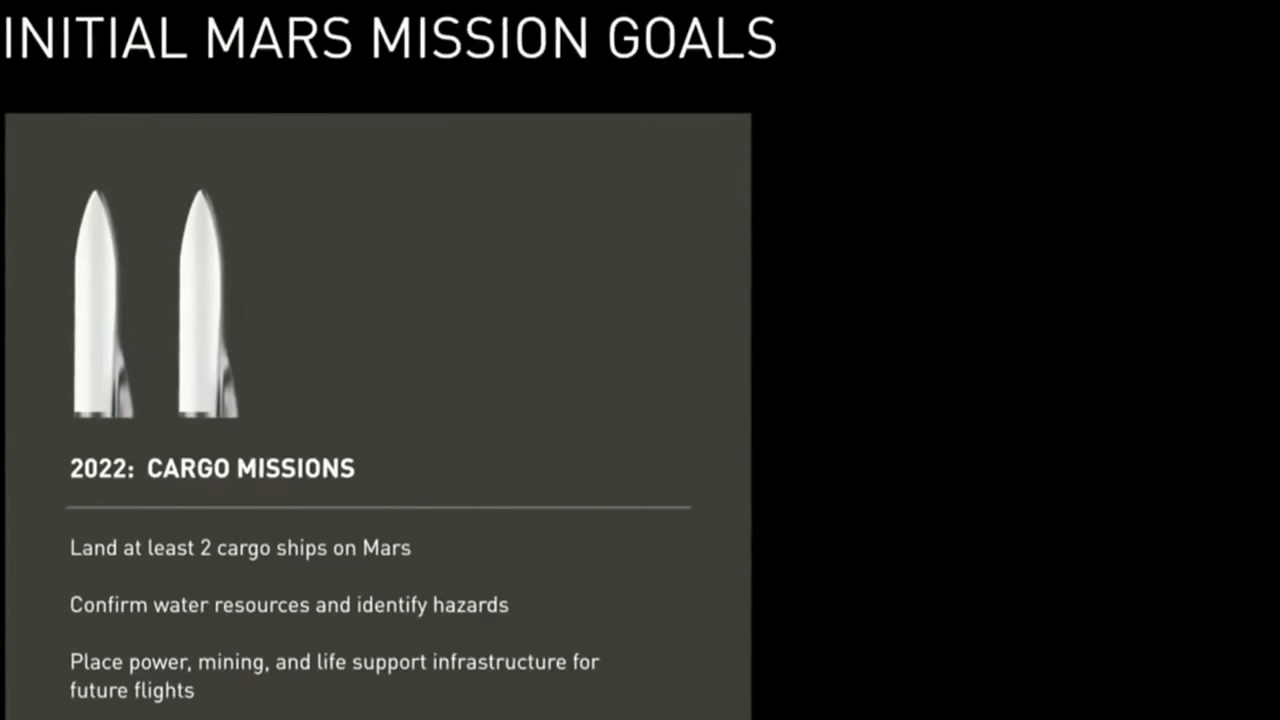 INITIAL MARS MISSION GOALS
2022: CARGO MISSIONS
Land at least 2 cargo ships on Mars
Confirm water resources and identify hazards
Place power, mining, and life support infrastructure for
future flights